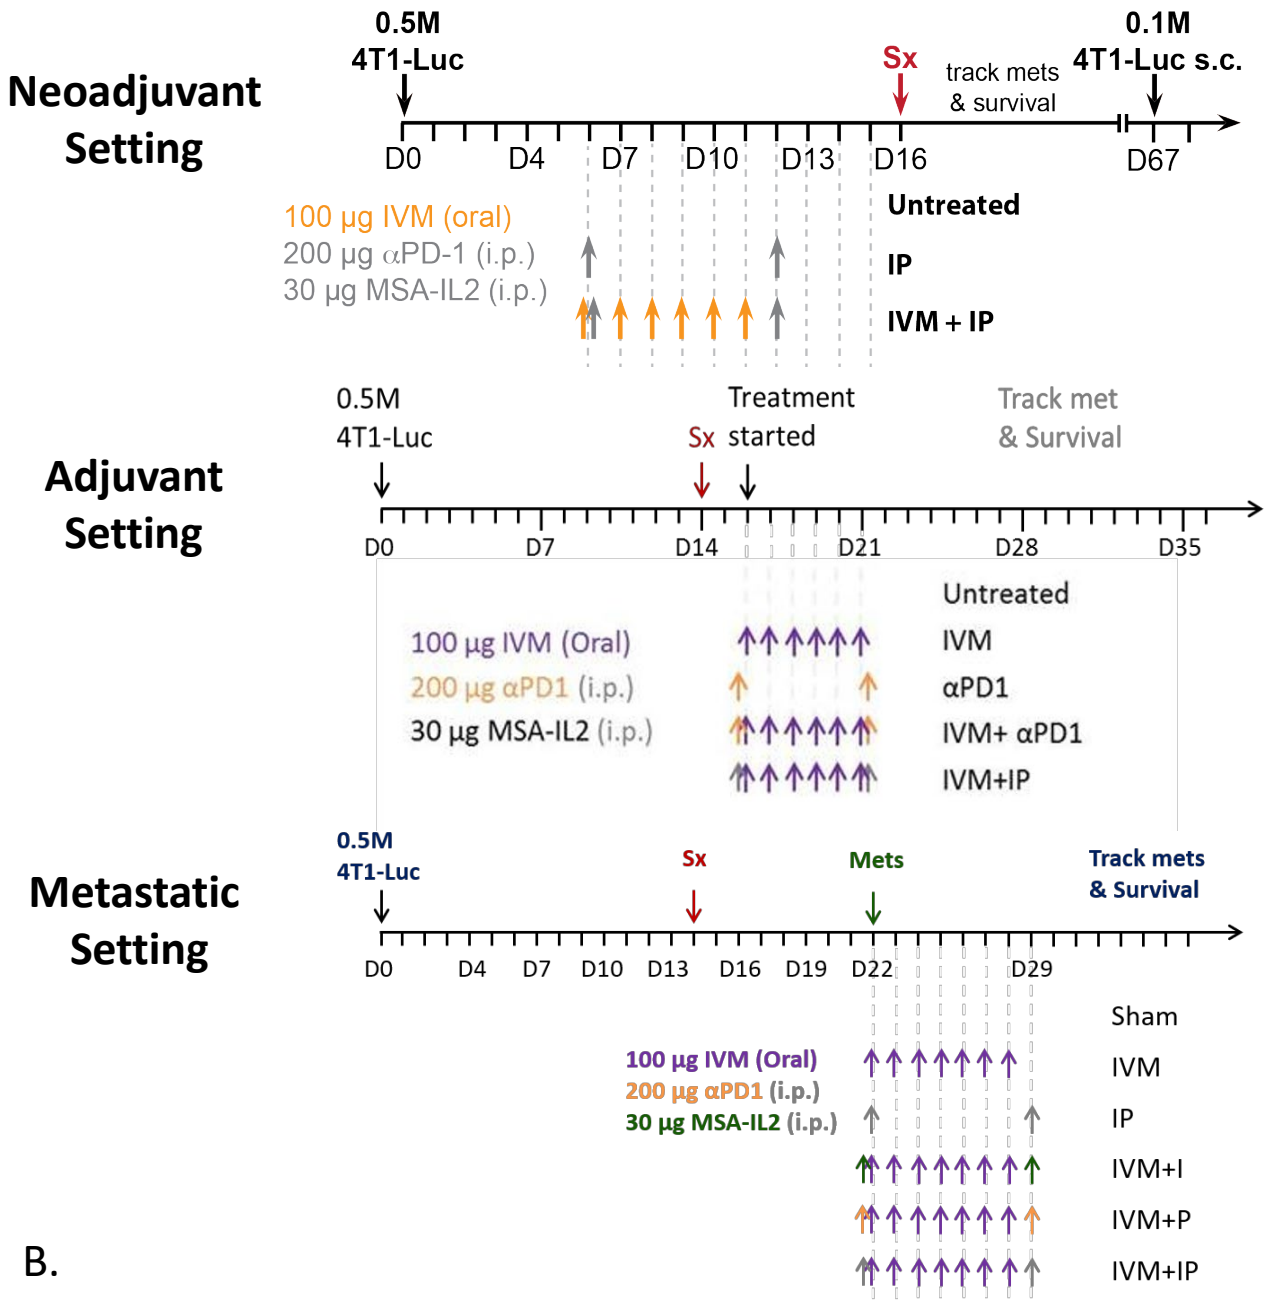 0.5M
4T1-Luc
Sx
track mets
& survival
0.1M
4T1-Luc s.c.
Neoadjuvant
Setting
D0
D4
D7
D10
D13
D16
D67
100 µg IVM (oral)
200 µg αPD-1 (i.p.)
30 µg MSA-IL2 (i.p.)
Untreated
IP
IVM + IP
0.5M
4T1-Luc
Sx
Treatment
started
Track met
& Survival
Adjuvant
Setting
D0
D7
D14
D21
D28
D35
100 µg IVM (Oral)
200 µg αPD1 (i.p.)
30 µg MSA-IL2 (i.p.)
Untreated
IVM
αPD1
IVM+ αPD1
IVM+IP
0.5M
4T1-Luc
Sx
Mets
Track mets
& Survival
Metastatic
Setting
D0
D4
D7
D10
D13
D16
D19
D22
D29
100 µg IVM (Oral)
200 µg αPD1 (i.p.)
30 µg MSA-IL2 (i.p.)
Sham
IVM
IP
IVM+I
IVM+P
IVM+IP
B.